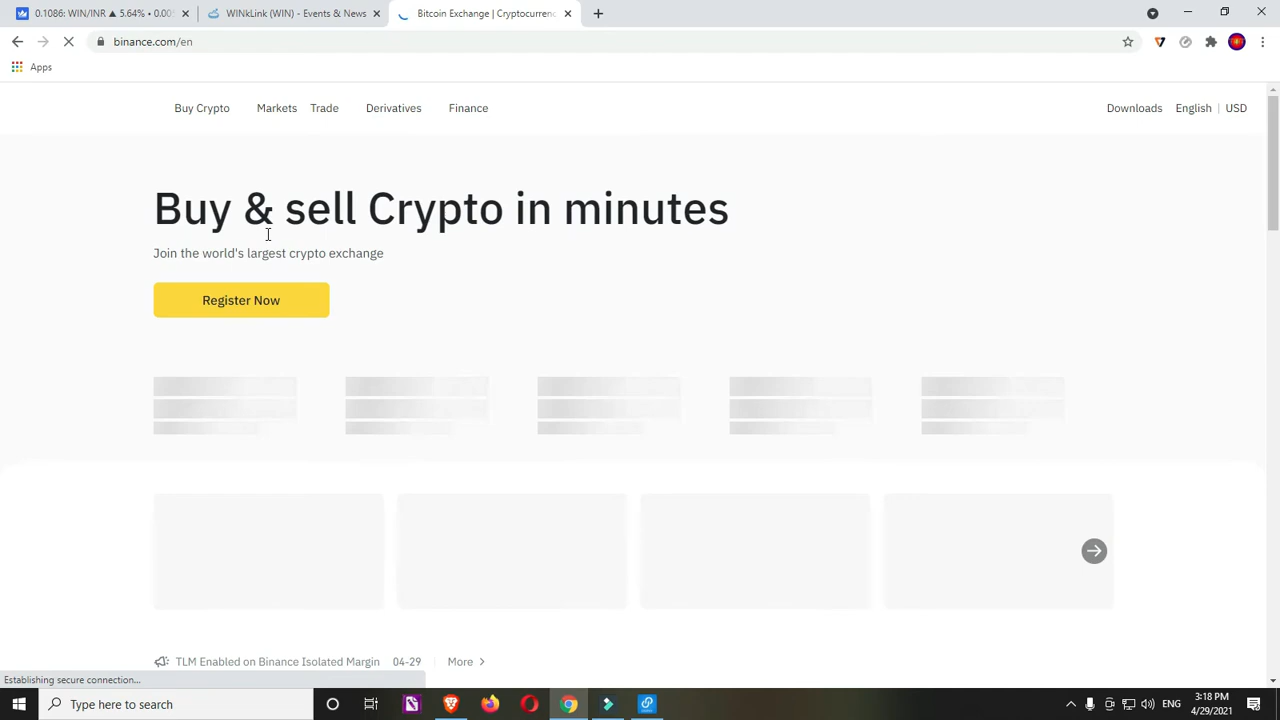 0.1086: WIN/INR ▲ 5.64% • 0.00
WINkLink (WIN) - Events & News
Bitcoin Exchange | Cryptocurrenc
binance.com/en
Apps
Buy Crypto Markets Trade Derivatives Finance Downloads English | USD
Buy & sell Crypto in minutes
Join the world's largest crypto exchange
Register Now
TLM Enabled on Binance Isolated Margin 04-29 More
Establishing secure connection...
Type here to search
ENG
3:18 PM
4/29/2021